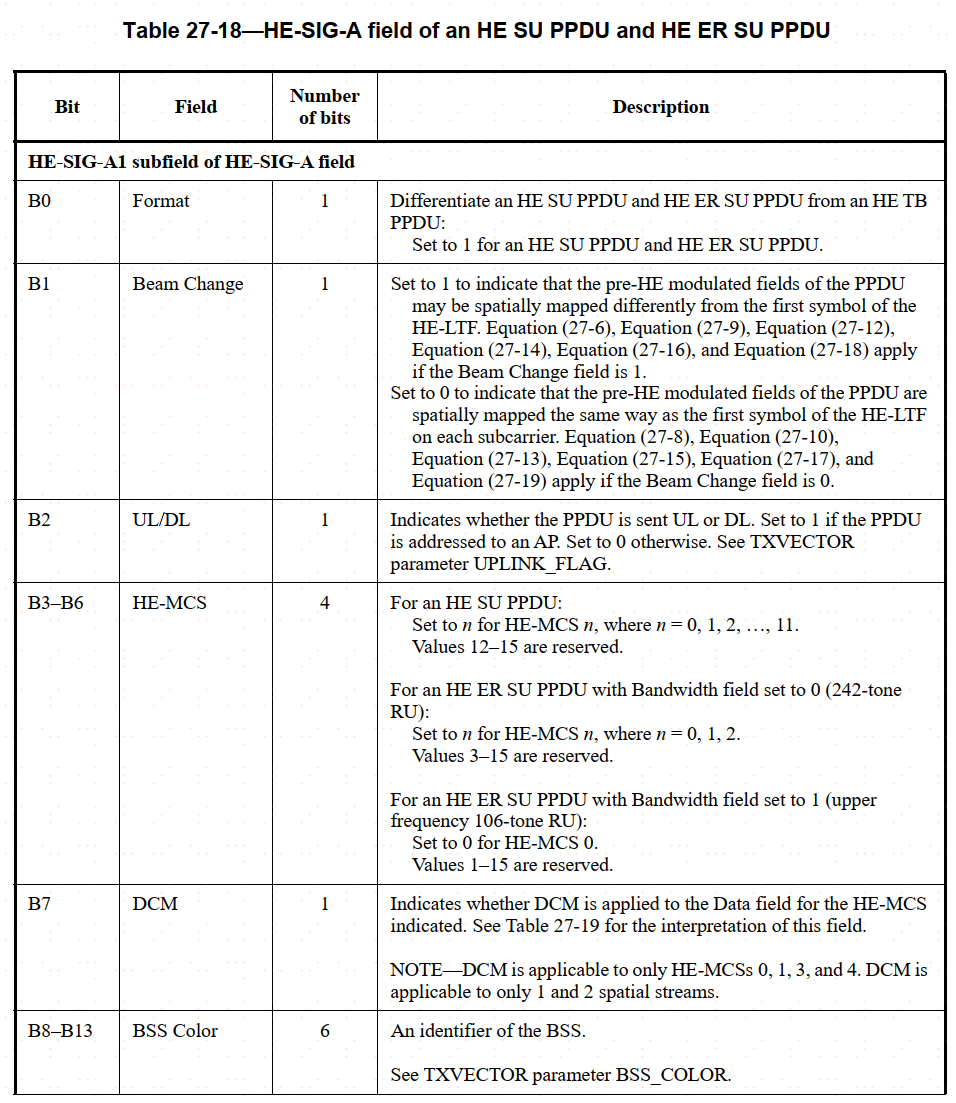 Table 27-18—HE-SIG-A field of an HE SU PPDU and HE ER SU PPDU
Bit
Field
Number
of bits
Description
HE-SIG-A1 subfield of HE-SIG-A field
B0
Format
1
Differentiate an HE SU PPDU and HE ER SU PPDU from an HE TB
PPDU:
Set to 1 for an HE SU PPDU and HE ER SU PPDU.
B1
Beam Change
1
Set to 1 to indicate that the pre-HE modulated fields of the PPDU
may be spatially mapped differently from the first symbol of the
HE-LTF. Equation (27-6), Equation (27-9), Equation (27-12),
Equation (27-14), Equation (27-16), and Equation (27-18) apply
if the Beam Change field is 1.
Set to 0 to indicate that the pre-HE modulated fields of the PPDU are
spatially mapped the same way as the first symbol of the HE-LTF
on each subcarrier. Equation (27-8), Equation (27-10),
Equation (27-13), Equation (27-15), Equation (27-17), and
Equation (27-19) apply if the Beam Change field is 0.
B2
UL/DL
1
Indicates whether the PPDU is sent UL or DL. Set to 1 if the PPDU
is addressed to an AP. Set to 0 otherwise. See TXVECTOR
parameter UPLINK_FLAG.
B3–B6
HE-MCS
4
For an HE SU PPDU:
Set to n for HE-MCS n, where n = 0, 1, 2, …, 11.
Values 12–15 are reserved.
For an HE ER SU PPDU with Bandwidth field set to 0 (242-tone
RU):
Set to n for HE-MCS n, where n = 0, 1, 2.
Values 3–15 are reserved.
For an HE ER SU PPDU with Bandwidth field set to 1 (upper
frequency 106-tone RU):
Set to 0 for HE-MCS 0.
Values 1–15 are reserved.
B7
DCM
1
Indicates whether DCM is applied to the Data field for the HE-MCS
indicated. See Table 27-19 for the interpretation of this field.
NOTE—DCM is applicable to only HE-MCSs 0, 1, 3, and 4. DCM is
applicable to only 1 and 2 spatial streams.
B8–B13
BSS Color
6
An identifier of the BSS.
See TXVECTOR parameter BSS_COLOR.